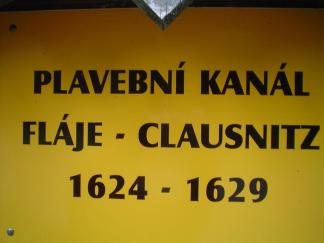 PLAVEBNÍ KANÁL
FLÁJE - CLAUSNITZ
1624 - 1629